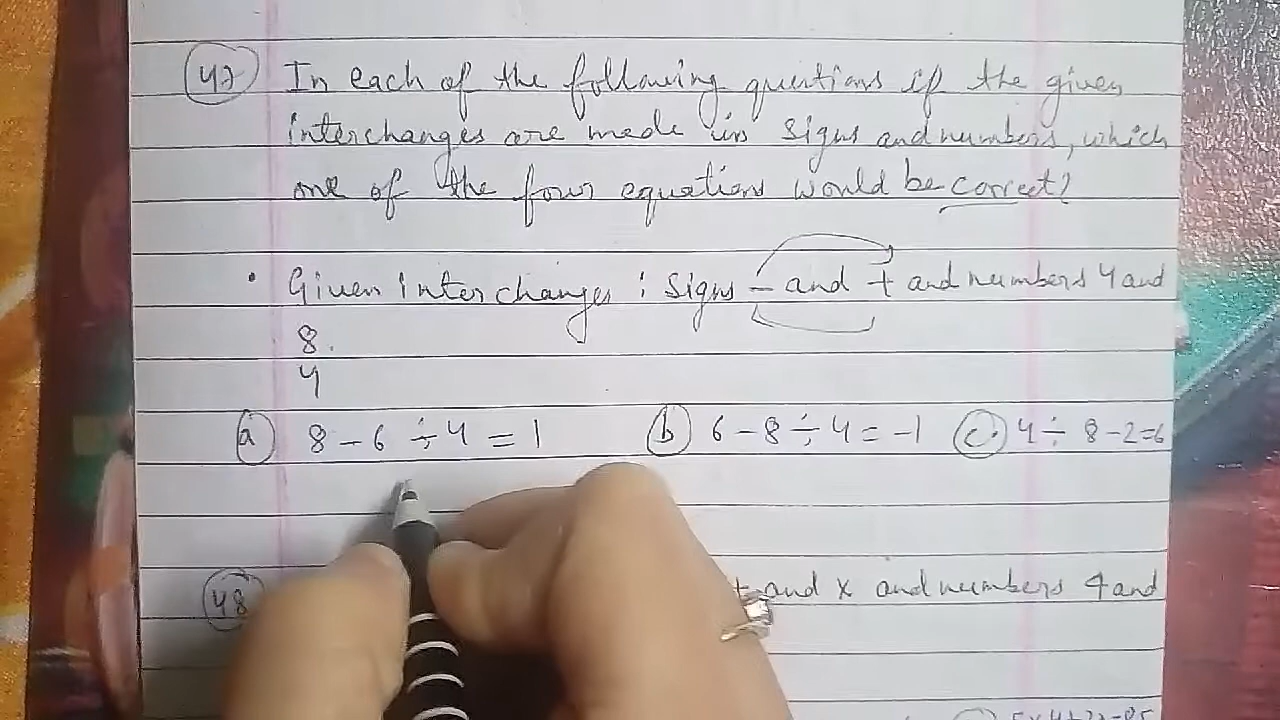 47 In each of the following questions if the given
interchanges are made in signs and numbers, which
one of the four equations would be correct?
• Given interchanges : Signs - and + and numbers 4 and
8.
4
a 8 - 6 ÷ 4 = 1 b 6 - 8 ÷ 4 = -1 c. 4 ÷ 8 - 2 = 6
48 + and x and numbers 4 and